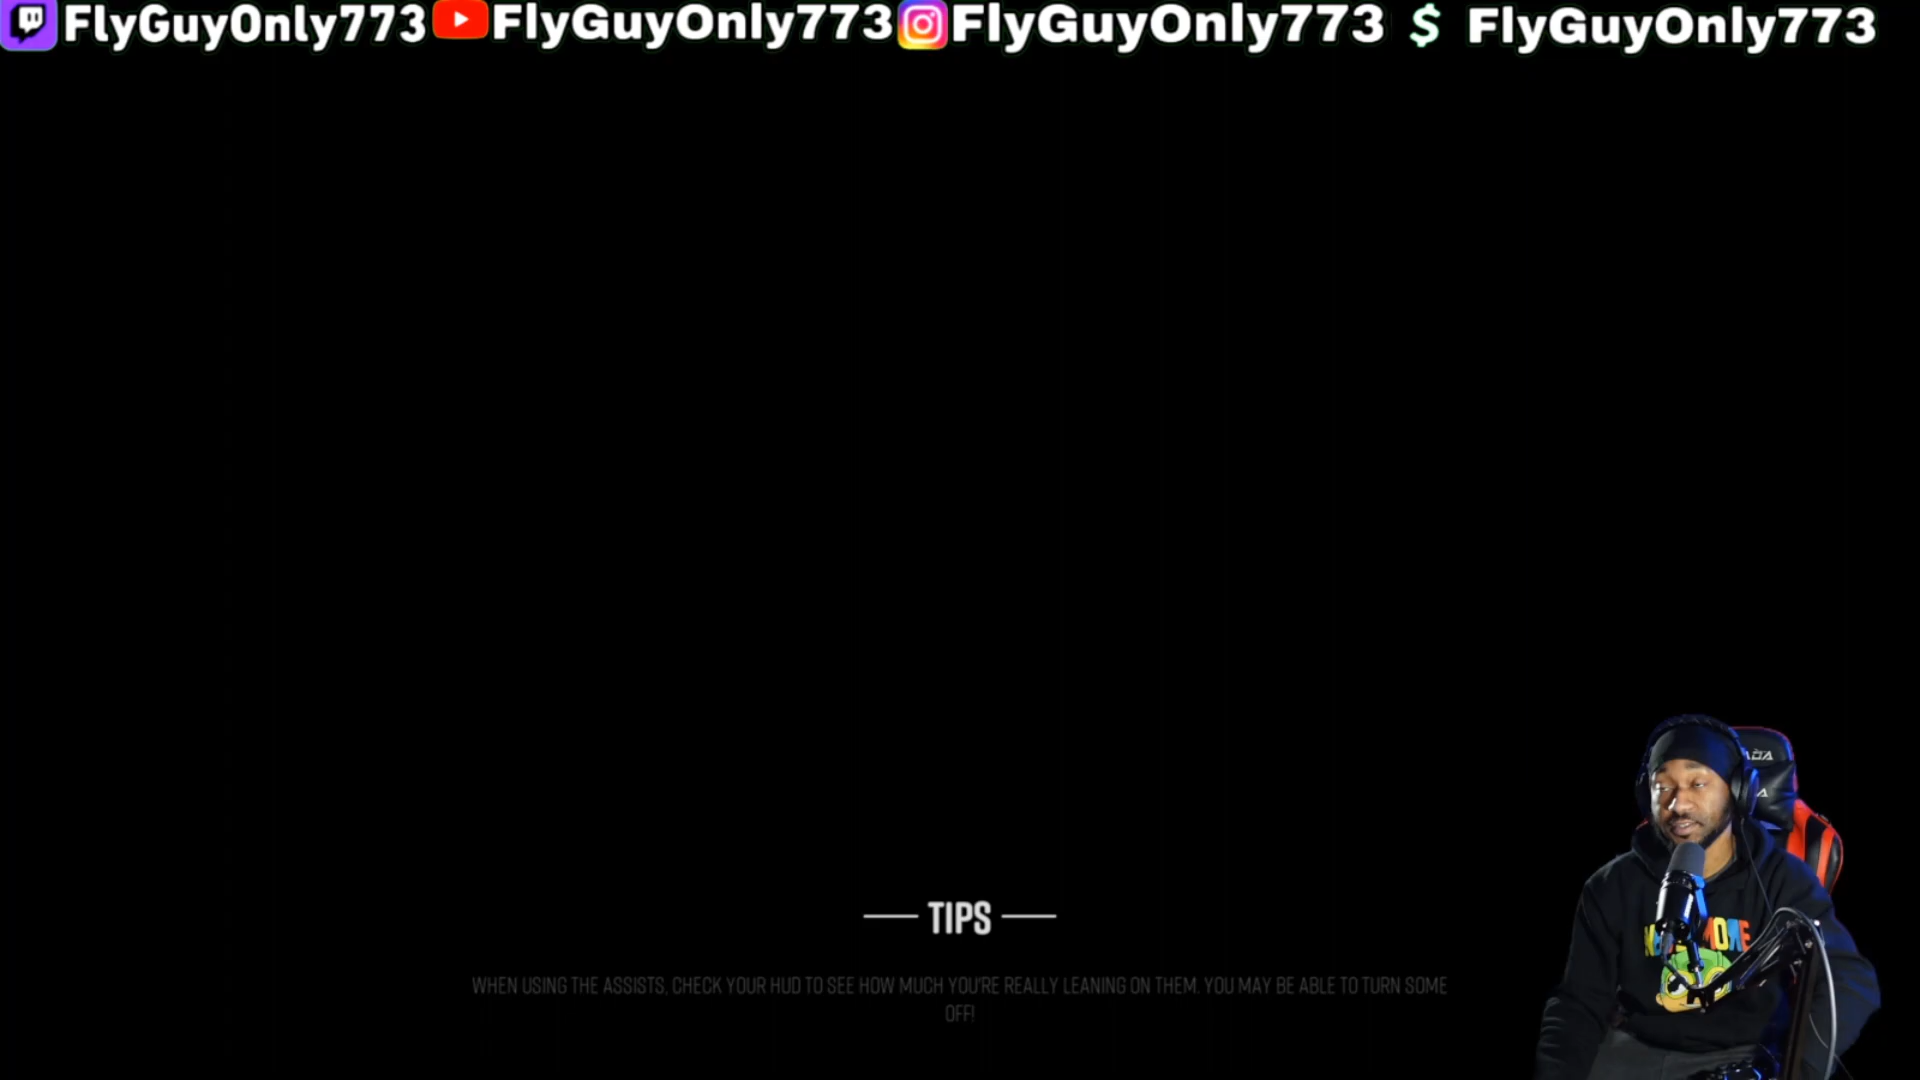 FlyGuy0nly773 FlyGuyOnly773 FlyGuyOnly773 $ FlyGuyOnly773
TIPS
WHEN USING THE ASSISTS, CHECK YOUR HUD TO SEE HOW MUCH YOU'RE REALLY LEANING ON THEM. YOU MAY BE ABLE TO TURN SOME
OFF!